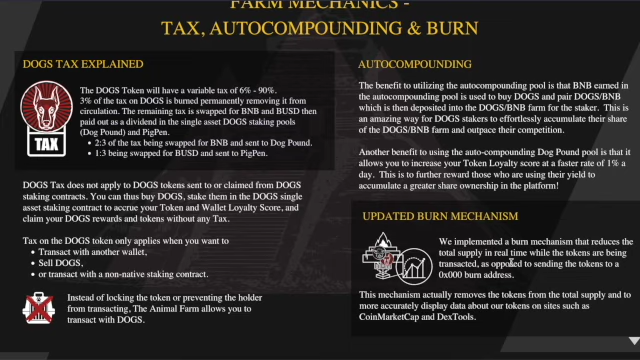 FARM MECHANICS -
TAX, AUTOCOMPOUNDING & BURN
DOGS TAX EXPLAINED
TAX
The DOGS Token will have a variable tax of 6% - 90%.
3% of the tax on DOGS is burned permanently removing it from
circulation. The remaining tax is swapped for BNB and BUSD then
paid out as a dividend in the single asset DOGS staking pools
(Dog Pound) and PigPen.
• 2:3 of the tax being swapped for BNB and sent to Dog Pound.
• 1:3 being swapped for BUSD and sent to PigPen.
DOGS Tax does not apply to DOGS tokens sent to or claimed from DOGS
staking contracts. You can thus buy DOGS, stake them in the DOGS single
asset staking contract to accrue your Token and Wallet Loyalty Score, and
claim your DOGS rewards and tokens without any Tax.
Tax on the DOGS token only applies when you want to
• Transact with another wallet,
• Sell DOGS,
• or transact with a non-native staking contract.
Instead of locking the token or preventing the holder
from transacting, The Animal Farm allows you to
transact with DOGS.
AUTOCOMPOUNDING
The benefit to utilizing the autocompounding pool is that BNB earned in
the autocompounding pool is used to buy DOGS and pair DOGS/BNB
which is then deposited into the DOGS/BNB farm for the staker. This is
an amazing way for DOGS stakers to effortlessly accumulate their share
of the DOGS/BNB farm and outpace their competition.
Another benefit to using the auto-compounding Dog Pound pool is that it
allows you to increase your Token Loyalty score at a faster rate of 1% a
day. This is to further reward those who are using their yield to
accumulate a greater share ownership in the platform!
UPDATED BURN MECHANISM
We implemented a burn mechanism that reduces the
total supply in real time while the tokens are being
transacted, as opposed to sending the tokens to a
0x000 burn address.
This mechanism actually removes the tokens from the total supply and to
more accurately display data about our tokens on sites such as
CoinMarketCap and DexTools.